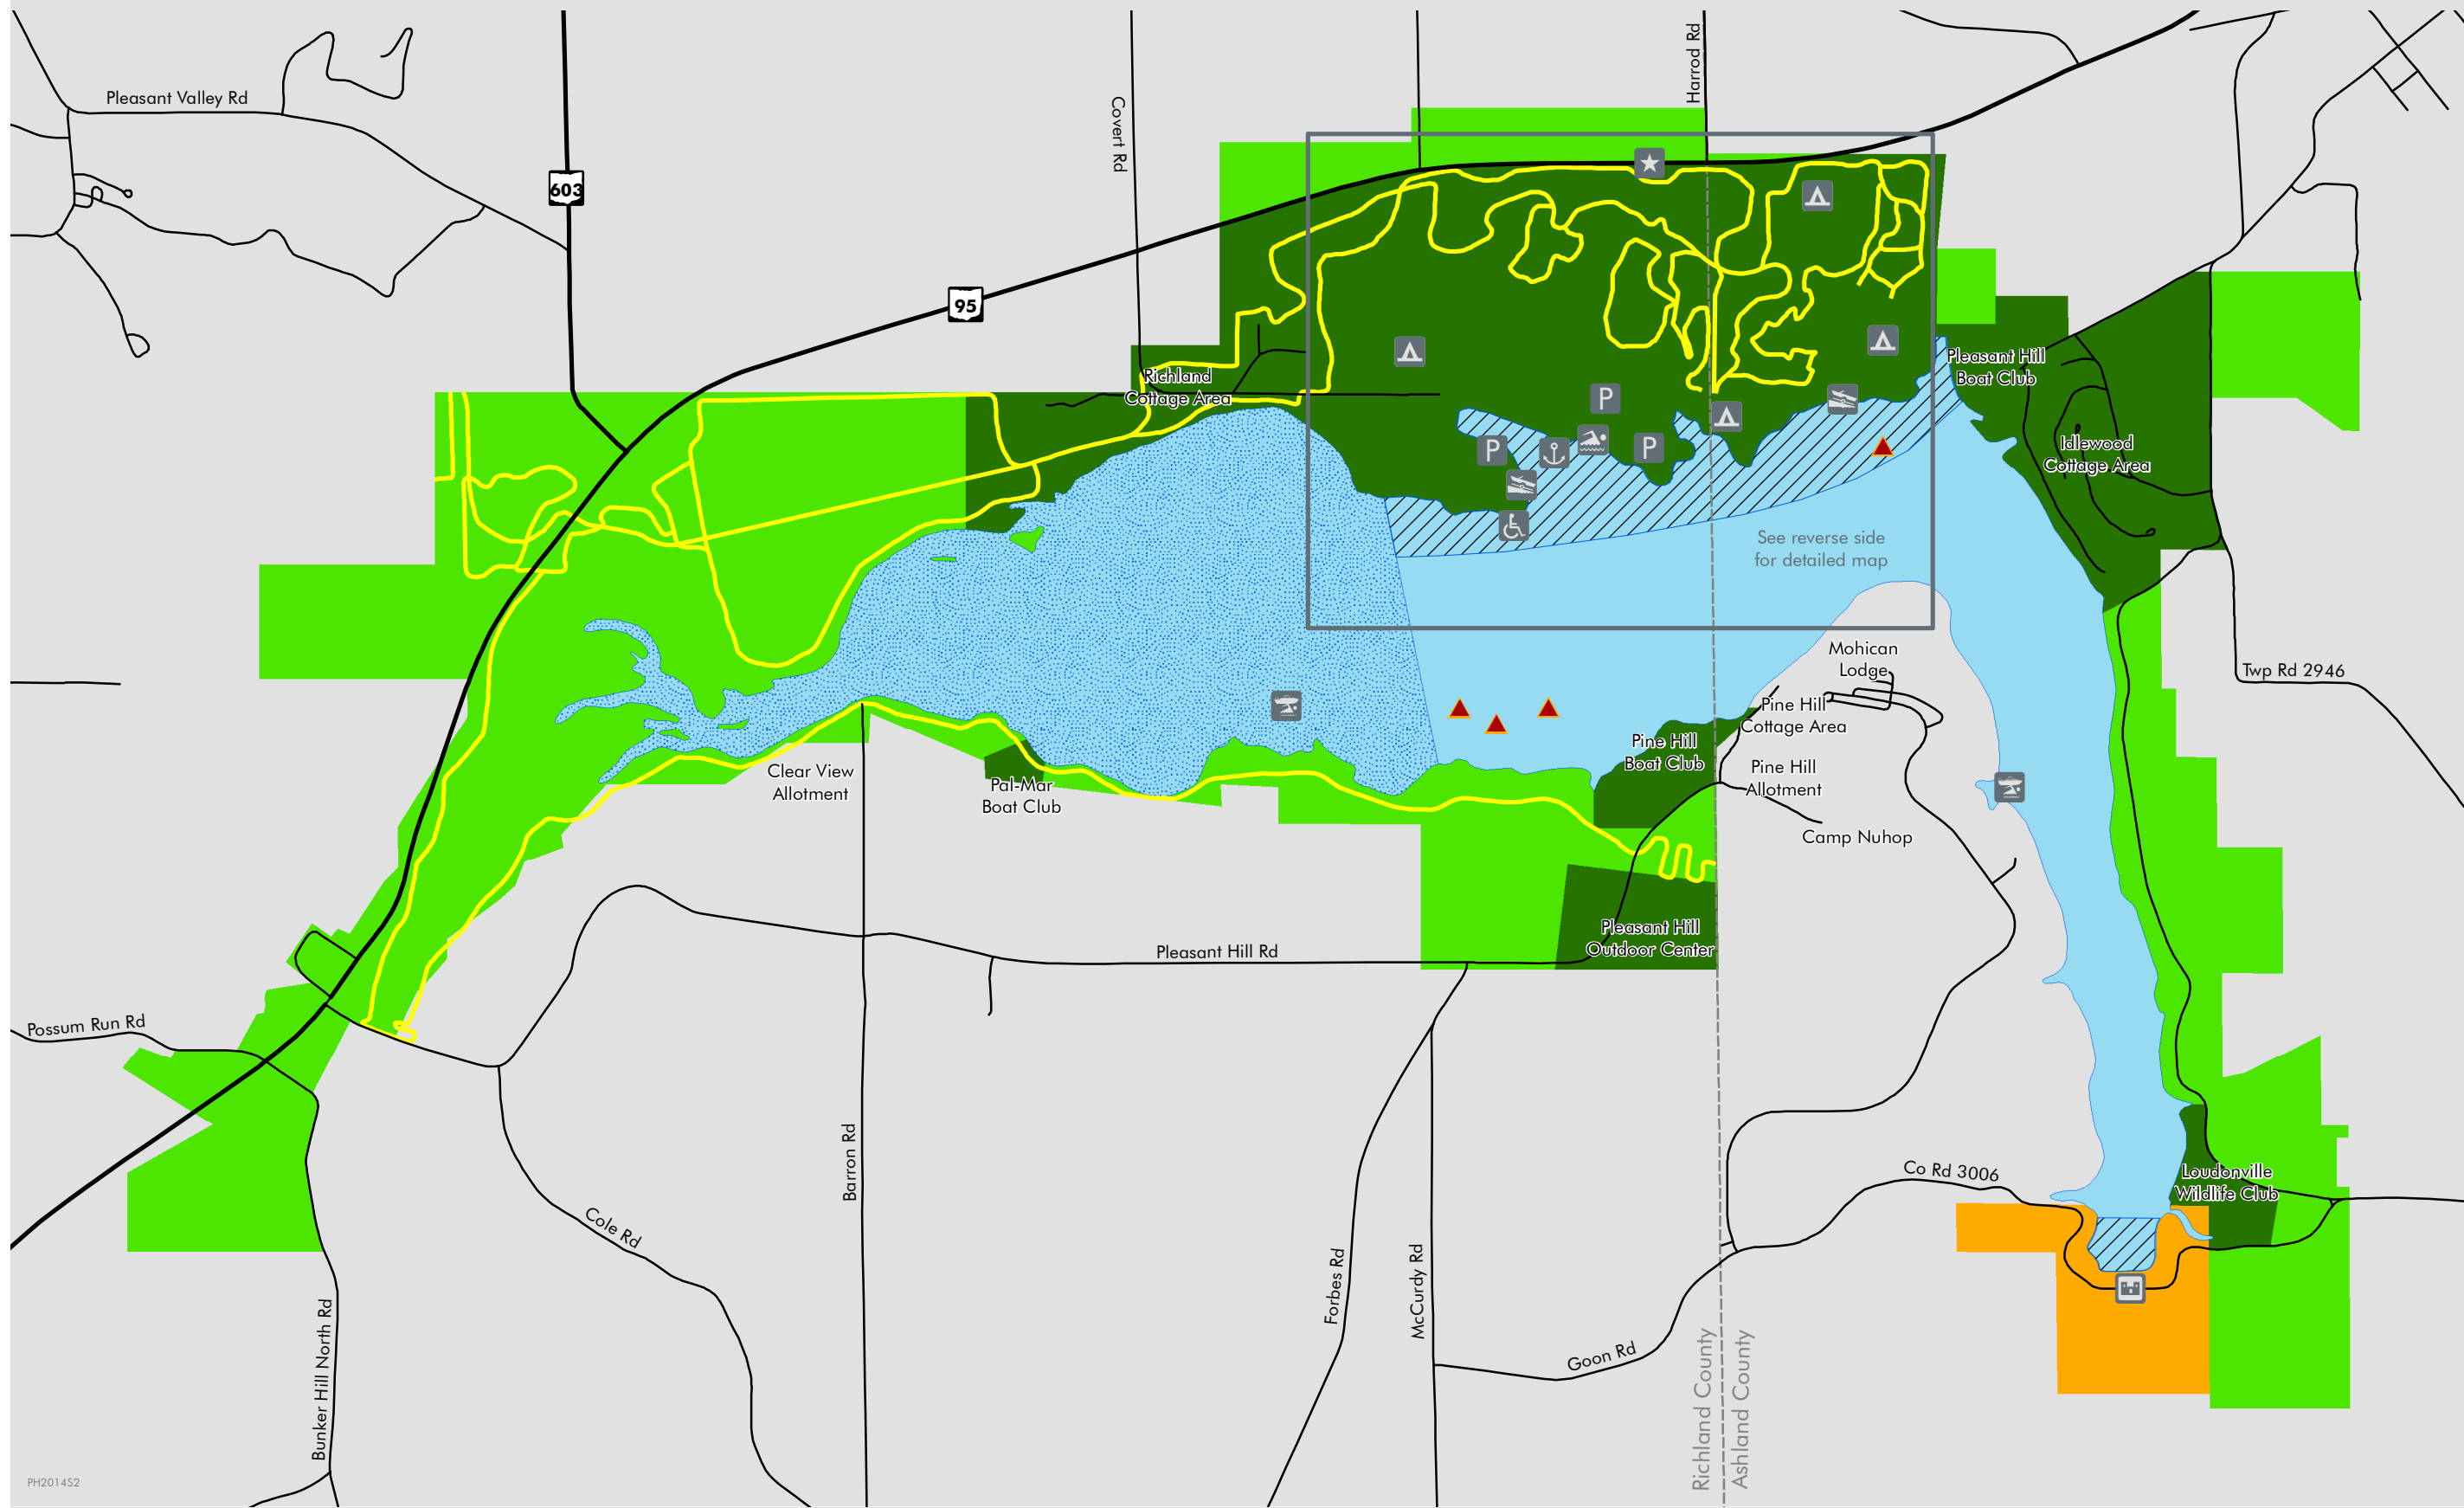 Harrod Rd
Pleasant Valley Rd
Covert Rd
603
95
Pleasant Hill
Boat Club
Richland
Cottage Area
P
P
P
Idlewood
Cottage Area
See reverse side
for detailed map
Mohican
Lodge
Twp Rd 2946
Pine Hill
Cottage Area
Pine Hill
Boat Club
Pine Hill
Allotment
Clear View
Allotment
Pal-Mar
Boat Club
Camp Nuhop
Pleasant Hill
Outdoor Center
Pleasant Hill Rd
Possum Run Rd
Barron Rd
Co Rd 3006
Loudonville
Wildlife Club
Cole Rd
Forbes Rd
McCurdy Rd
Bunker Hill North Rd
Goon Rd
Richland County
Ashland County
PH2014S2